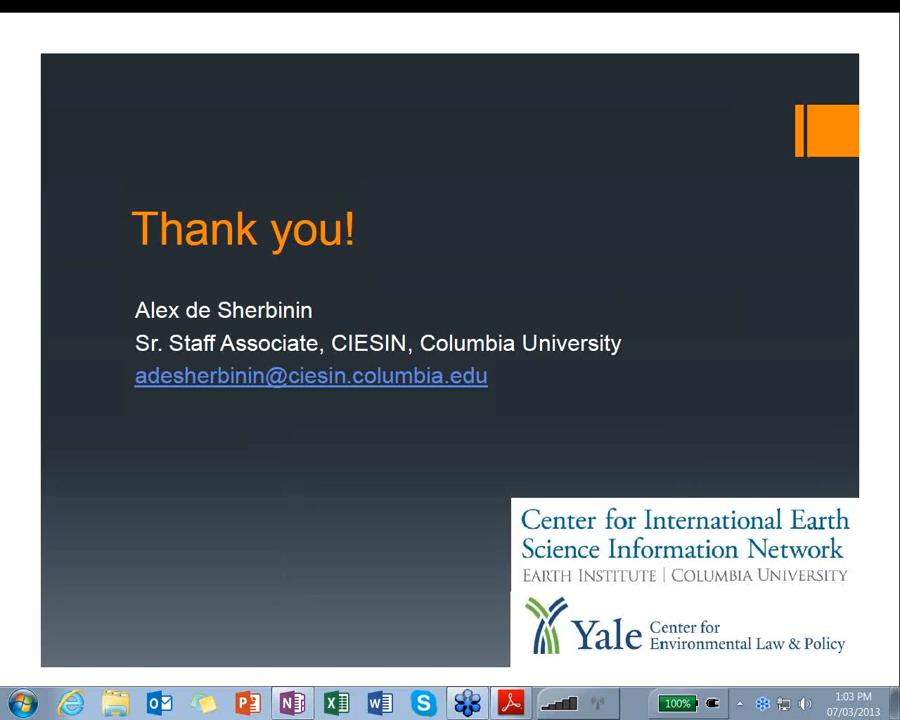 Thank you!
Alex de Sherbinin
Sr. Staff Associate, CIESIN, Columbia University
adesherbinin@ciesin.columbia.edu
Center for International Earth
Science Information Network
EARTH INSTITUTE | COLUMBIA UNIVERSITY
Yale Center for
Environmental Law & Policy
100%
1:03 PM
07/03/2013